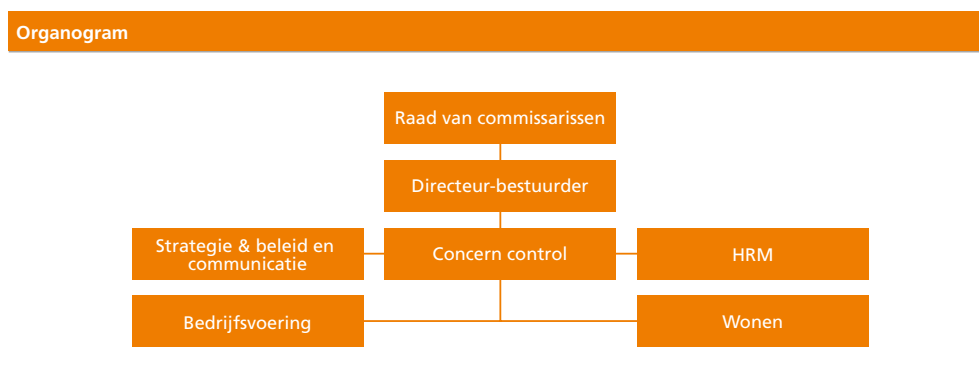 Organogram
Raad van commissarissen
Directeur-bestuurder
Strategie & beleid en
communicatie
Concern control
HRM
Bedrijfsvoering
Wonen